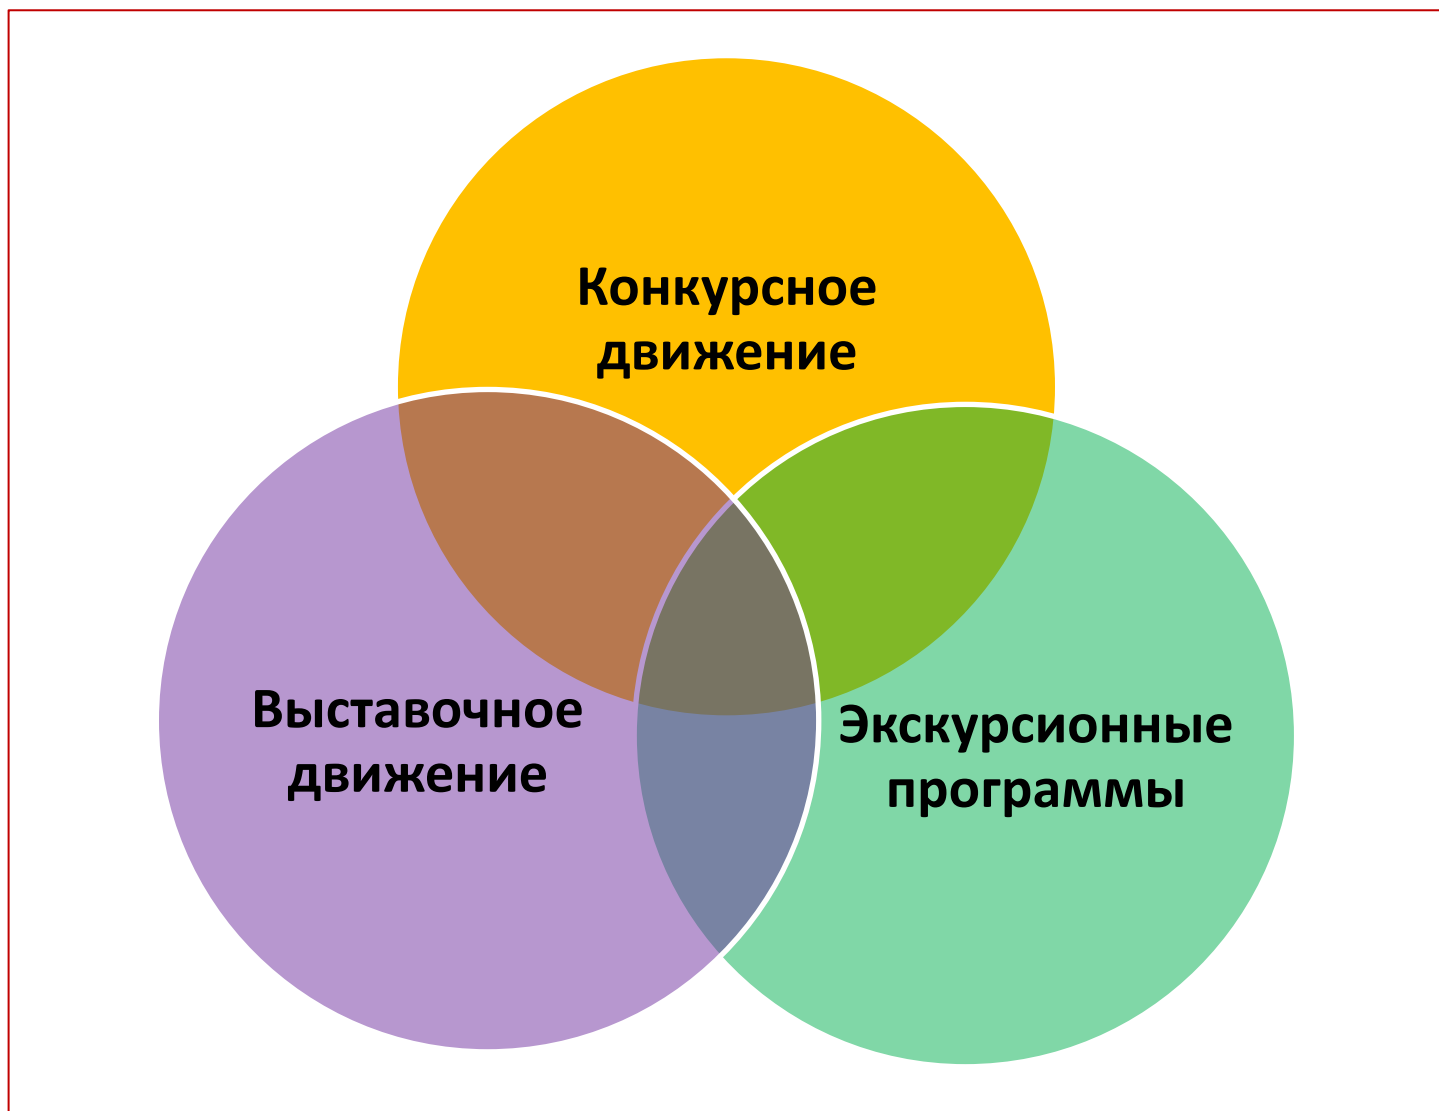 Конкурсное
движение
Выставочное
движение
Экскурсионные
программы